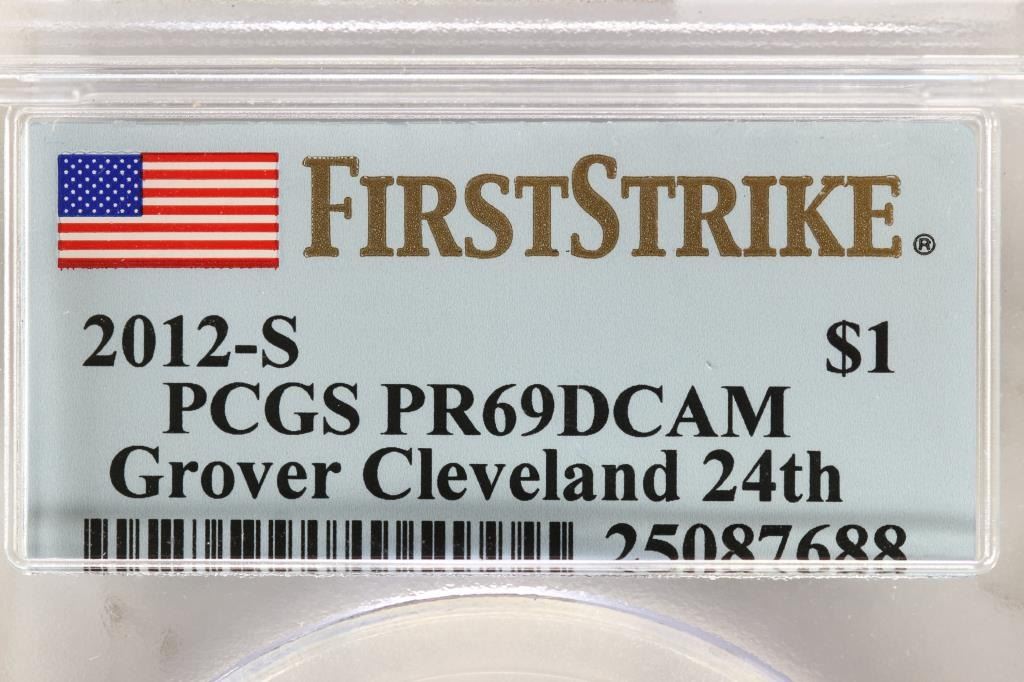 FIRSTSTRIKE®
2012-S $1
PCGS PR69DCAM
Grover Cleveland 24th
25087688